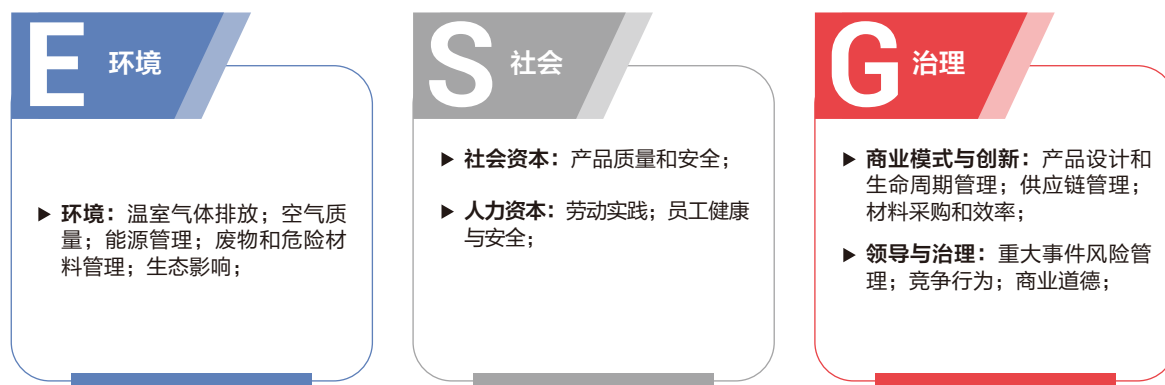 E 环境
▶ 环境：温室气体排放；空气质
量；能源管理；废物和危险材
料管理；生态影响；
S 社会
▶ 社会资本：产品质量和安全；
▶ 人力资本：劳动实践；员工健康
与安全；
G 治理
▶ 商业模式与创新：产品设计和
生命周期管理；供应链管理；
材料采购和效率；
▶ 领导与治理：重大事件风险管
理；竞争行为；商业道德；